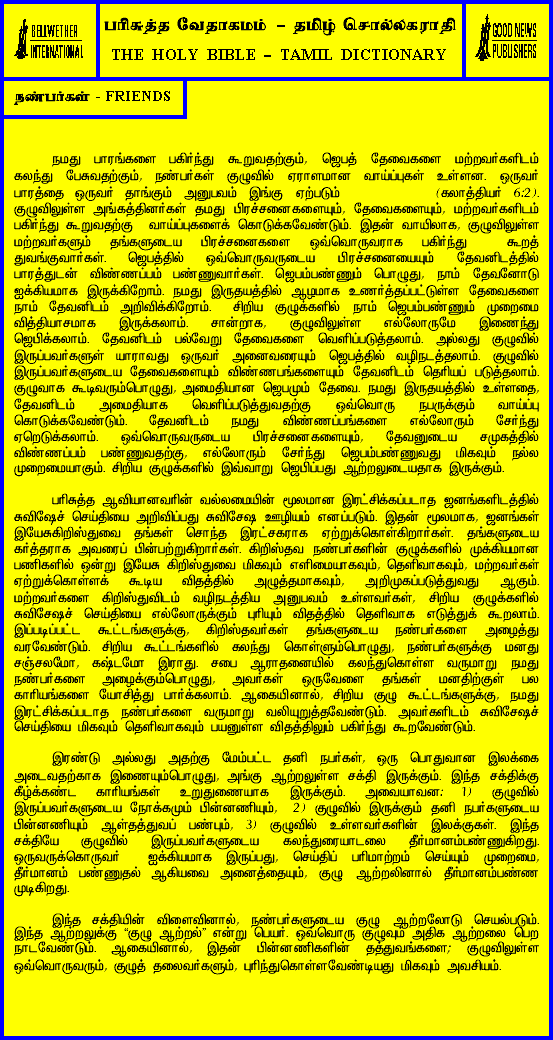 BELLWETHER
INTERNATIONAL
பரிசுத்த வேதாகமம் – தமிழ் சொல்லகராதி
THE HOLY BIBLE – TAMIL DICTIONARY
GOOD NEWS
PUBLISHERS
நண்பர்கள் - FRIENDS
நமது பாரங்களை பகிர்ந்து கூறுவதற்கும், ஜெபத் தேவைகளை மற்றவர்களிடம்
கலந்து பேசுவதற்கும், நண்பர்கள் குழுவில் ஏராளமான வாய்ப்புகள் உள்ளன. ஒருவர்
பாரத்தை ஒருவர் தாங்கும் அனுபவம் இங்கு ஏற்படும் (கலாத்தியர் 6:2).
குழுவிலுள்ள அங்கத்தினர்கள் தமது பிரச்சனைகளையும், தேவைகளையும், மற்றவர்களிடம்
பகிர்ந்து கூறுவதற்கு வாய்ப்புகளைக் கொடுக்கவேண்டும். இதன் வாயிலாக, குழுவிலுள்ள
மற்றவர்களும் தங்களுடைய பிரச்சனைகளை ஒவ்வொருவராக பகிர்ந்து கூறத்
துவங்குவார்கள். ஜெபத்தில் ஒவ்வொருவருடைய பிரச்சனையையும் தேவனிடத்தில்
பாரத்துடன் விண்ணப்பம் பண்ணுவார்கள். ஜெபம்பண்ணும் பொழுது, நாம் தேவனோடு
ஐக்கியமாக இருக்கிறோம். நமது இருதயத்தில் ஆழமாக உணர்த்தப்பட்டுள்ள தேவைகளை
நாம் தேவனிடம் அறிவிக்கிறோம். சிறிய குழுக்களில் நாம் ஜெபம்பண்ணும் முறைமை
வித்தியாசமாக இருக்கலாம். சான்றாக, குழுவிலுள்ள எல்லோருமே இணைந்து
ஜெபிக்கலாம். தேவனிடம் பல்வேறு தேவைகளை வெளிப்படுத்தலாம். அல்லது குழுவில்
இருப்பவர்களுள் யாராவது ஒருவர் அனைவரையும் ஜெபத்தில் வழிநடத்தலாம். குழுவில்
இருப்பவர்களுடைய தேவைகளையும் விண்ணபங்களையும் தேவனிடம் தெரியப் படுத்தலாம்.
குழுவாக கூடிவரும்பொழுது, அமைதியான ஜெபமும் தேவை. நமது இருதயத்தில் உள்ளதை,
தேவனிடம் அமைதியாக வெளிப்படுத்துவதற்கு ஒவ்வொரு நபருக்கும் வாய்ப்பு
கொடுக்கவேண்டும். தேவனிடம் நமது விண்ணப்பங்களை எல்லோரும் சேர்ந்து
ஏறெடுக்கலாம். ஒவ்வொவருருடைய பிரச்சனைகளையும், தேவனுடைய சமுகத்தில்
விண்ணப்பம் பண்ணுவதற்கு, எல்லோரும் சேர்ந்து ஜெபம்பண்ணுவது மிகவும் நல்ல
முறைமையாகும். சிறிய குழுக்களில் இவ்வாறு ஜெபிப்பது ஆற்றலுடையதாக இருக்கும்.
பரிசுத்த ஆவியானவரின் வல்லமையின் மூலமான இரட்சிக்கப்படாத ஜனங்களிடத்தில்
சுவிஷேச் செய்தியை அறிவிப்பது சுவிசேஷ ஊழியம் எனப்படும். இதன் மூலமாக, ஜனங்கள்
இயேசுகிறிஸ்துவை தங்கள் சொந்த இரட்சகராக ஏற்றுக்கொள்கிறார்கள். தங்களுடைய
கர்த்தராக அவரைப் பின்பற்றுகிறார்கள். கிறிஸ்தவ நண்பர்களின் குழுக்களில் முக்கியமான
பணிகளில் ஒன்று இயேசு கிறிஸ்துவை மிகவும் எளிமையாகவும், தெளிவாகவும், மற்றவர்கள்
ஏற்றுக்கொள்ளக் கூடிய விதத்தில் அழுத்தமாகவும், அறிமுகப்படுத்துவது ஆகும்.
மற்றவர்களை கிறிஸ்துவிடம் வழிநடத்திய அனுபவம் உள்ளவர்கள், சிறிய குழுக்களில்
சுவிசேஷச் செய்தியை எல்லோருக்கும் புரியும் விதத்தில் தெளிவாக எடுத்துக் கூறலாம்.
இப்படிப்பட்ட கூட்டங்களுக்கு, கிறிஸ்தவர்கள் தங்களுடைய நண்பர்களை அழைத்து
வரவேண்டும். சிறிய கூட்டங்களில் கலந்து கொள்ளும்பொழுது, நண்பர்களுக்கு மனது
சஞ்சலமோ, கஷ்டமோ இராது. சபை ஆராதனையில் கலந்துகொள்ள வருமாறு நமது
நண்பர்களை அழைக்கும்பொழுது, அவர்கள் ஒருவேளை தங்கள் மனதிற்குள் பல
காரியங்களை யோசித்து பார்க்கலாம். ஆகையினால், சிறிய குழு கூட்டங்களுக்கு, நமது
இரட்சிக்கப்படாத நண்பர்களை வருமாறு வலியுறுத்தவேண்டும். அவர்களிடம் சுவிசேஷச்
செய்தியை மிகவும் தெளிவாகவும் பயனுள்ள விதத்திலும் பகிர்ந்து கூறவேண்டும்.
இரண்டு அல்லது அதற்கு மேம்பட்ட தனி நபர்கள், ஒரு பொதுவான இலக்கை
அடைவதற்காக இணையும்பொழுது, அங்கு ஆற்றலுள்ள சக்தி இருக்கும். இந்த சக்திக்கு
கீழ்க்கண்ட காரியங்கள் உறுதுணையாக இருக்கும். அவையாவன: 1) குழுவில்
இருப்பவர்களுடைய நோக்கமும் பின்னணியும், 2) குழுவில் இருக்கும் தனி நபர்களுடைய
பின்னணியும் ஆள்தத்துவப் பண்பும், 3) குழுவில் உள்ளவர்களின் இலக்குகள். இந்த
சக்தியே குழுவில் இருப்பவர்களுடைய கலந்துரையாடலை தீர்மானம்பண்ணுகிறது.
ஒருவருக்கொருவர் ஐக்கியமாக இருப்பது, செய்திப் பரிமாற்றம் செய்யும் முறைமை,
தீர்மானம் பண்ணுதல் ஆகியவை அனைத்தையும், குழு ஆற்றலினால் தீர்மானம்பண்ண
முடிகிறது.
இந்த சக்தியின் விளைவினால், நண்பர்களுடைய குழு ஆற்றலோடு செயல்படும்.
இந்த ஆற்றலுக்கு “குழு ஆற்றல்” என்று பெயர். ஒவ்வொரு குழுவும் அதிக ஆற்றலை பெற
நாடவேண்டும். ஆகையினால், இதன் பின்னணிகளின் தத்துவங்களை; குழுவிலுள்ள
ஒவ்வொருவரும், குழுத் தலைவர்களும், புரிந்துகொள்ளவேண்டியது மிகவும் அவசியம்.